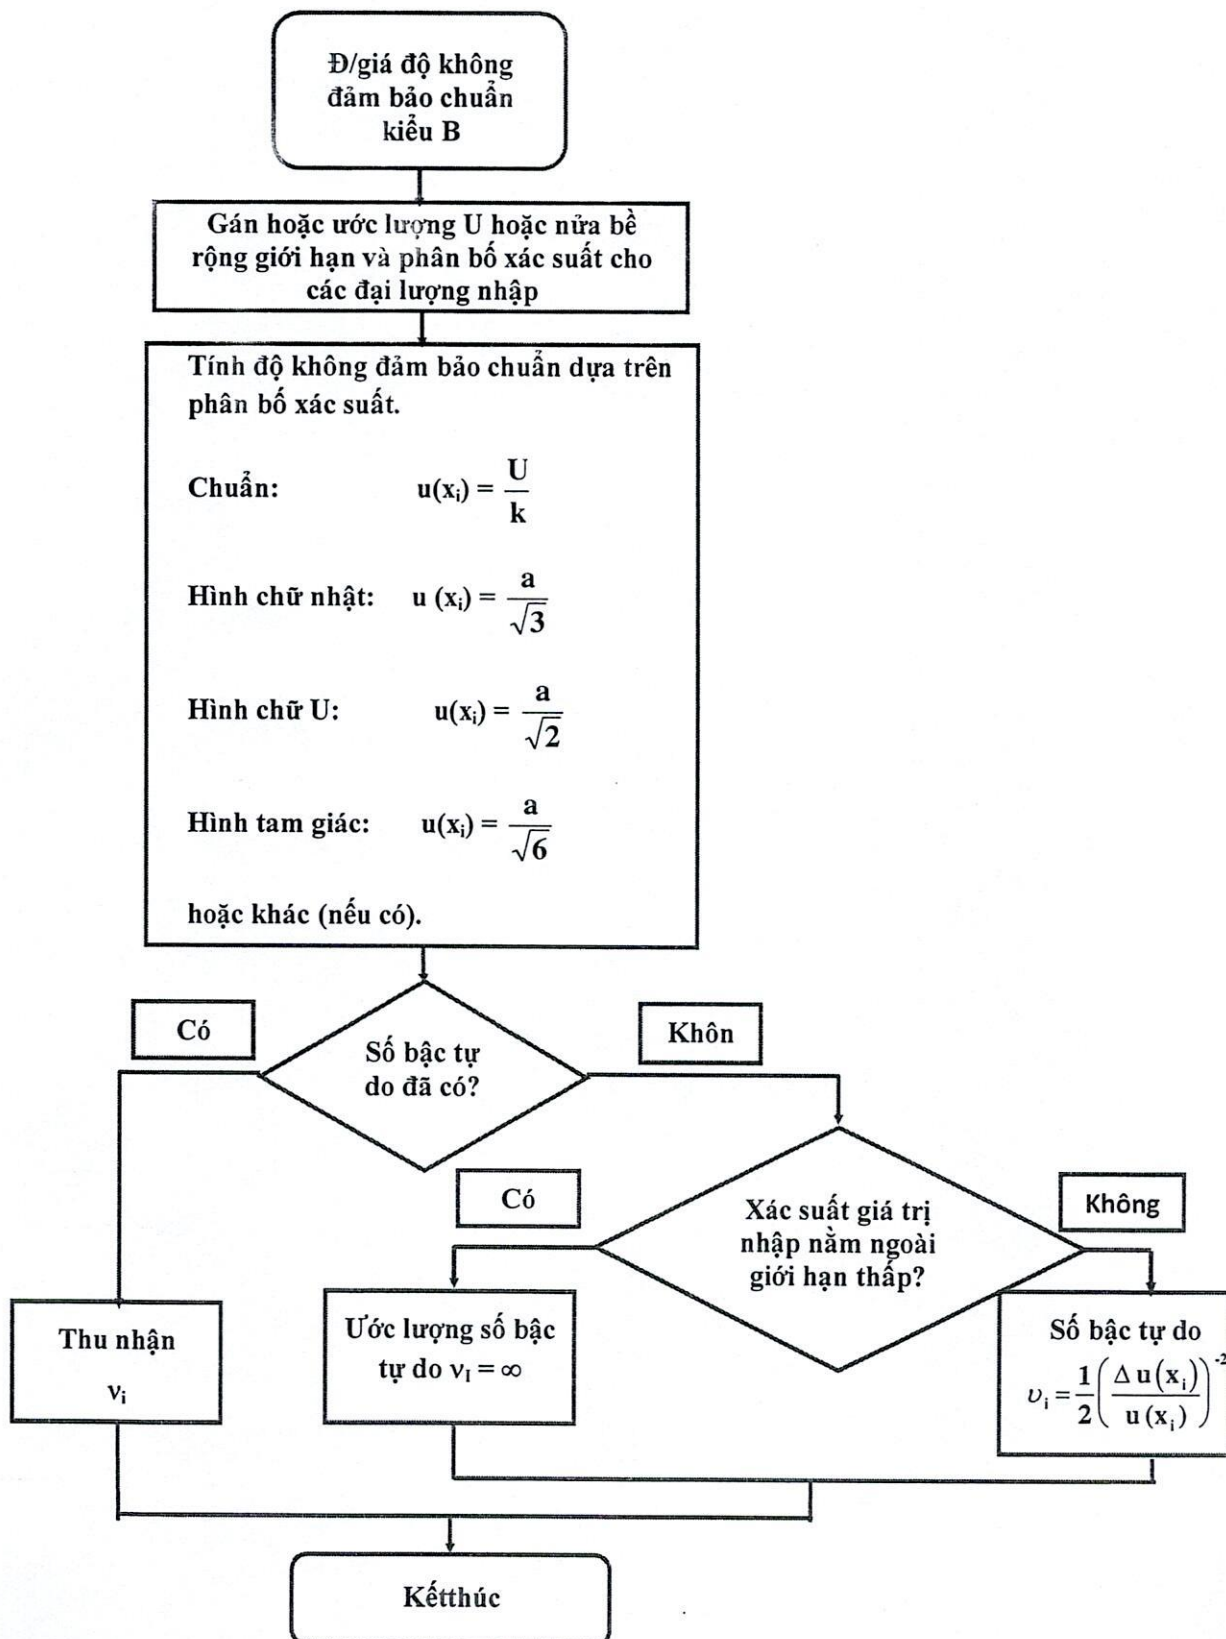 Đ/giá độ không
đảm bảo chuẩn
kiểu B
Gán hoặc ước lượng U hoặc nửa bề
rộng giới hạn và phân bố xác suất cho
các đại lượng nhập
Tính độ không đảm bảo chuẩn dựa trên
phân bố xác suất.
Chuẩn: u(xᵢ) = U/k
Hình chữ nhật: u (xᵢ) = a/√3
Hình chữ U: u(xᵢ) = a/√2
Hình tam giác: u(xᵢ) = a/√6
hoặc khác (nếu có).
Có
Số bậc tự
do đã có?
Khôn
Có
Xác suất giá trị
nhập nằm ngoài
giới hạn thấp?
Không
Thu nhận
νᵢ
Ước lượng số bậc
tự do ν_I = ∞
Số bậc tự do
υᵢ = 1/2 (Δ u(xᵢ) / u(xᵢ))⁻²
Kếtthúc